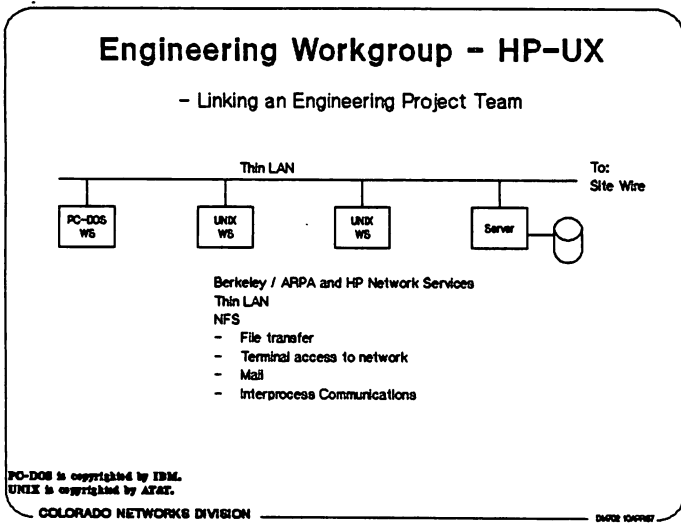 Engineering Workgroup - HP-UX
- Linking an Engineering Project Team
Thin LAN
To:
Site Wire
PC-DOS
WS
UNIX
WS
UNIX
WS
Server
Berkeley / ARPA and HP Network Services
Thin LAN
NFS
- File transfer
- Terminal access to network
- Mail
- Interprocess Communications
PC-DOS is copyrighted by IBM.
UNIX is copyrighted by AT&T.
COLORADO NETWORKS DIVISION